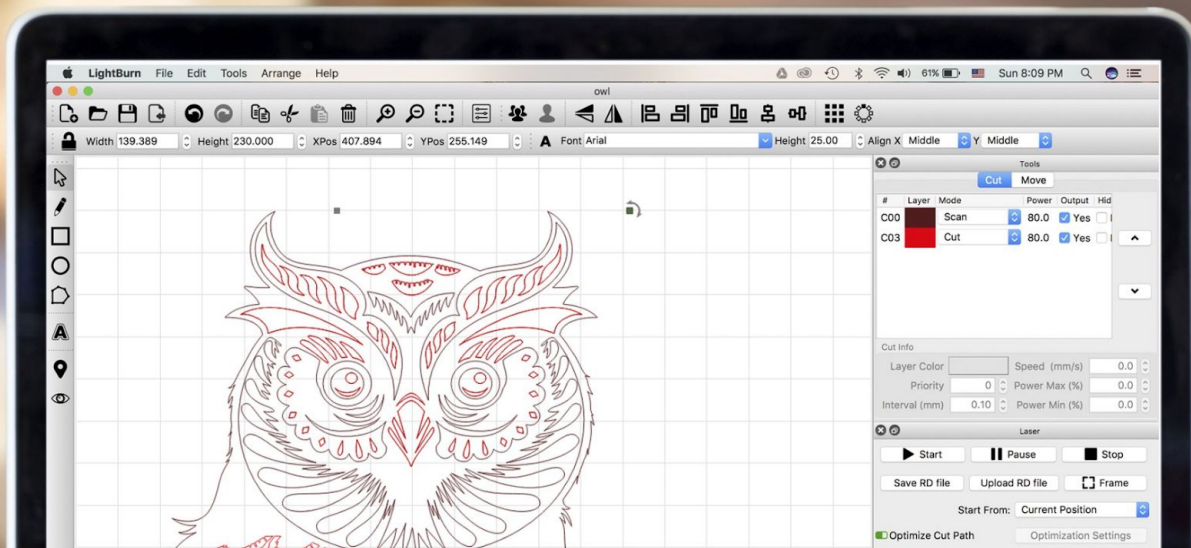 LightBurn File Edit Tools Arrange Help 61% Sun 8:09 PM
owl
Width 139.389 Height 230.000 XPos 407.894 YPos 255.149 A Font Arial Height 25.00 Align X Middle Y Middle
Tools
Cut Move
# Layer Mode Power Output Hid
C00 Scan 80.0 Yes
C03 Cut 80.0 Yes
A
Cut Info
Layer Color Speed (mm/s) 0.0
Priority 0 Power Max (%) 0.0
Interval (mm) 0.10 Power Min (%) 0.0
Laser
Start Pause Stop
Save RD file Upload RD file Frame
Start From: Current Position
Optimize Cut Path Optimization Settings